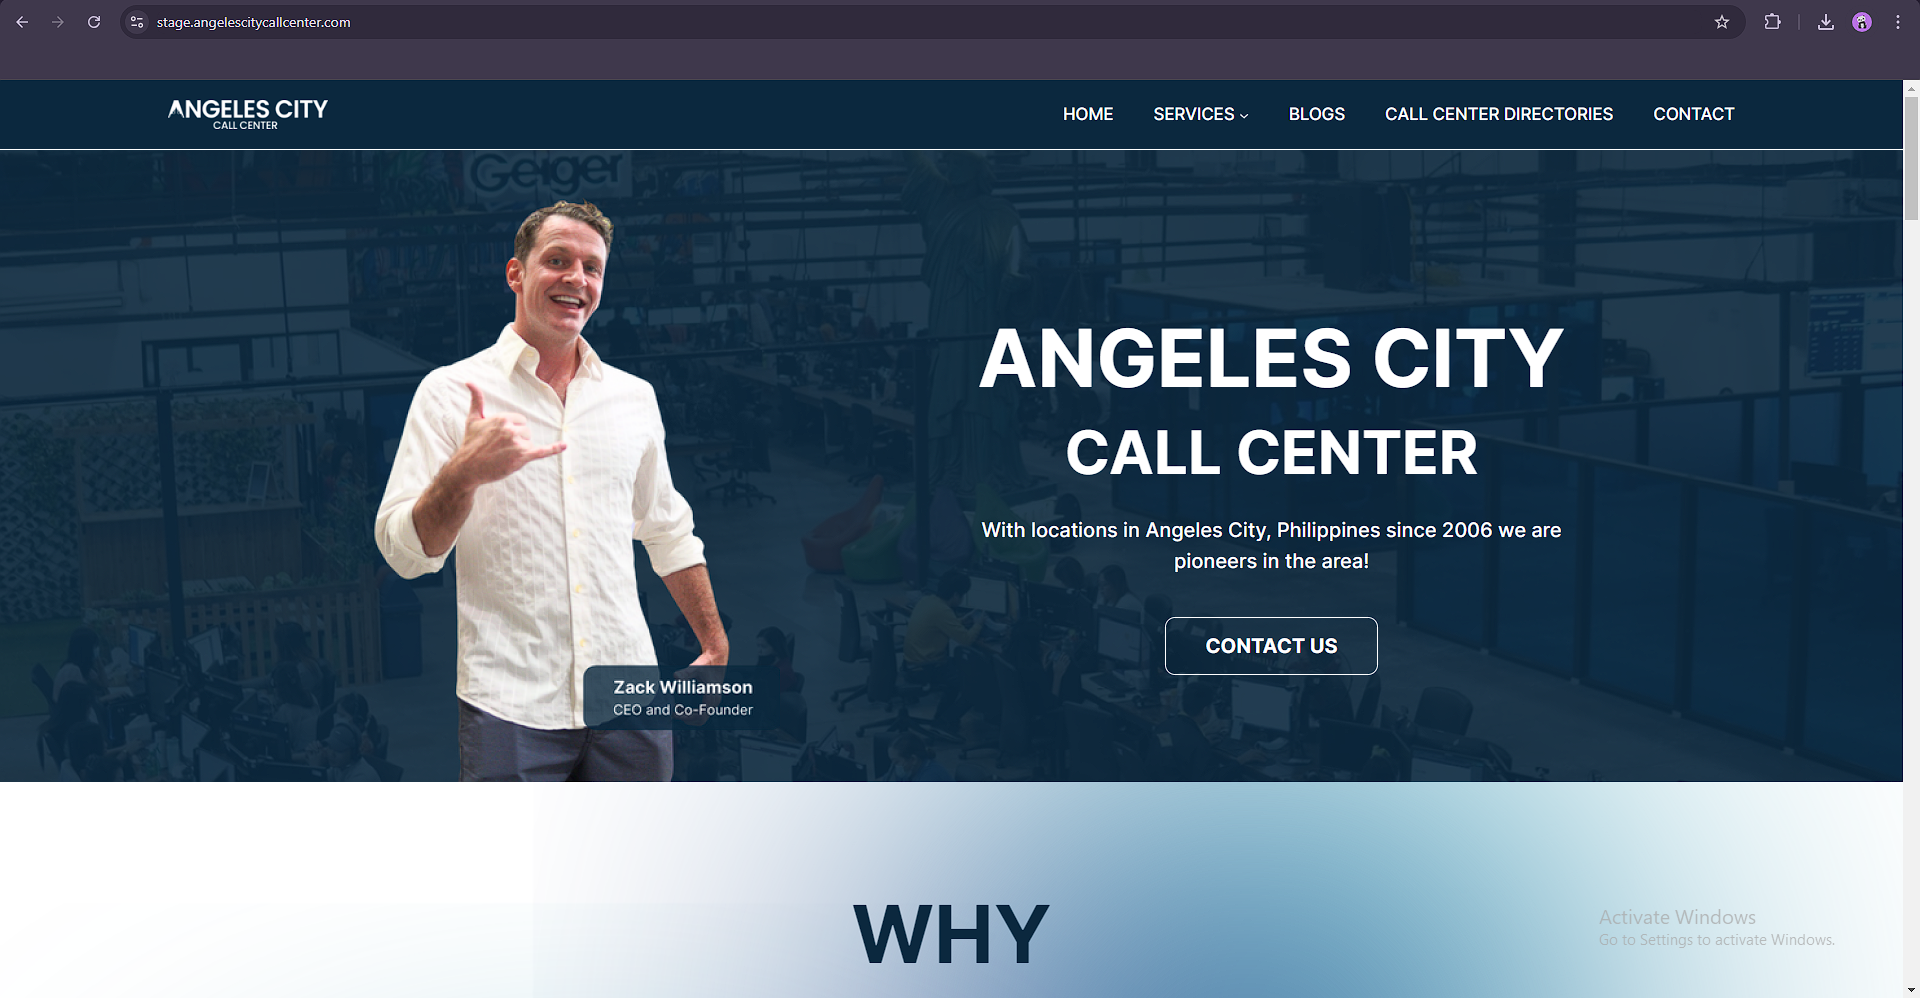 stage.angelescitycallcenter.com
ANGELES CITY
CALL CENTER
HOME
SERVICES
BLOGS
CALL CENTER DIRECTORIES
CONTACT
Geiger
ANGELES CITY
CALL CENTER
With locations in Angeles City, Philippines since 2006 we are
pioneers in the area!
CONTACT US
Zack Williamson
CEO and Co-Founder
WHY
Activate Windows
Go to Settings to activate Windows.